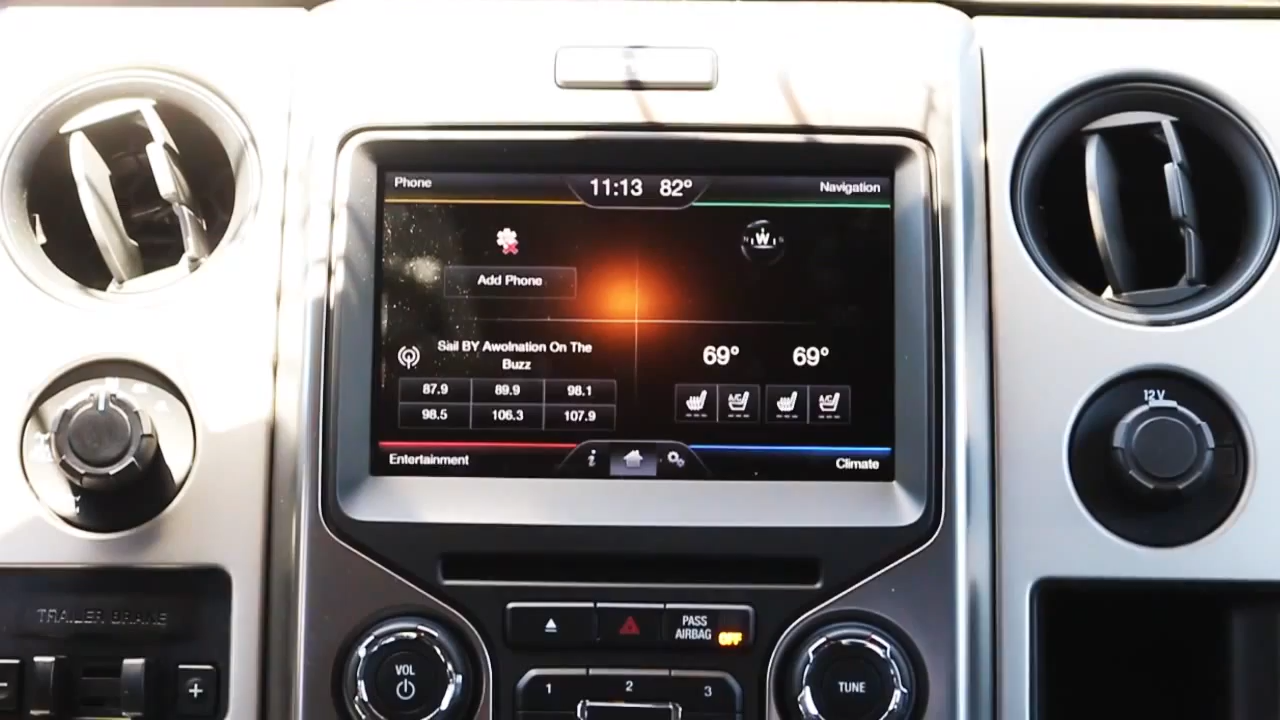 Phone
11:13 82°
Navigation
N W S
Add Phone
Sail BY Awolnation On The
Buzz
69° 69°
87.9 89.9 98.1
98.5 106.3 107.9
A/C A/C
Entertainment
i
Climate
12V
TRAILER BRAKE
PASS
AIRBAG OFF
VOL
TUNE
1 2 3
- +